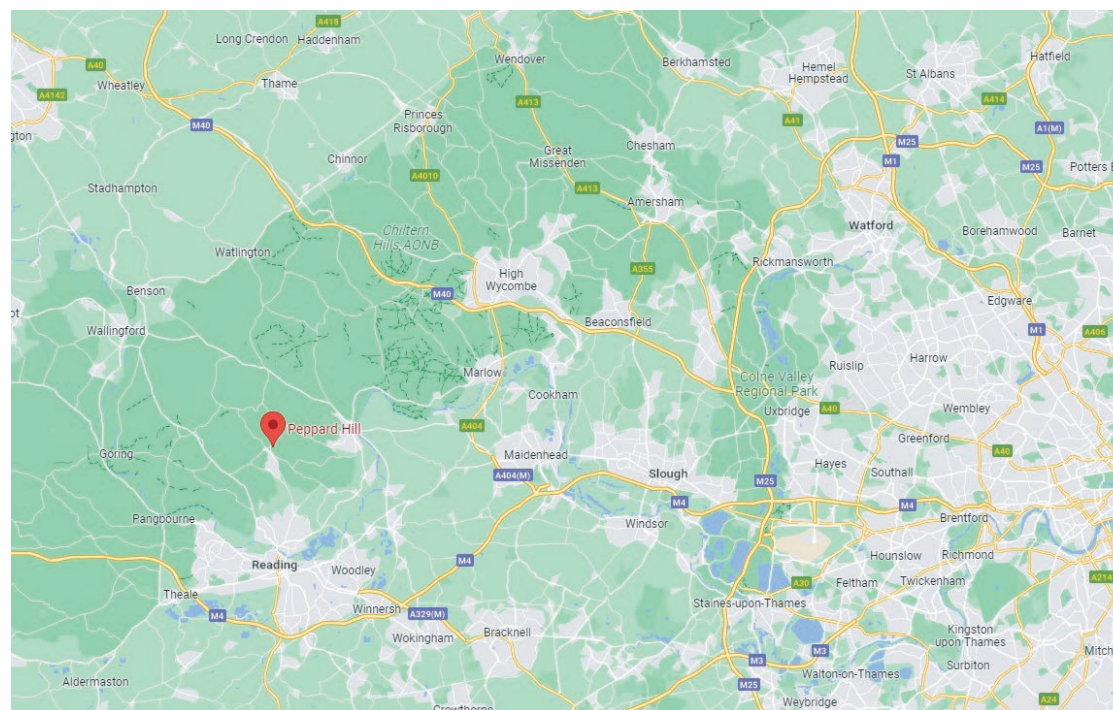 Long Crendon
Haddenham
A418
Wendover
Berkhamsted
Hemel
Hempstead
St Albans
Hatfield
A40
Wheatley
Thame
A4142
A413
A41
A414
A1(M)
M40
Princes
Risborough
M25
M1
M25
Chinnor
Great
Missenden
Chesham
Potters
Stadhampton
A4010
A413
Amersham
Watford
Borehamwood
Barnet
Chiltern
Hills AONB
Watlington
Rickmansworth
A355
High
Wycombe
M40
Benson
Edgware
Wallingford
Beaconsfield
M1
A406
Ruislip
Harrow
Marlow
Colne Valley
Regional Park
Cookham
Uxbridge
A40
Wembley
Peppard Hill
A404
Greenford
A40
Goring
Maidenhead
Slough
Hayes
Southall
A404(M)
M25
M4
M4
Pangbourne
Windsor
Brentford
Reading
Woodley
M4
Hounslow
Richmond
A30
Feltham
Twickenham
A214
Theale
M4
Winnersh
A329(M)
Staines-upon-Thames
Wokingham
Bracknell
Kingston
upon Thames
M3
M3
Walton-on-Thames
Surbiton
Aldermaston
M25
Weybridge
A24
Crowthorne